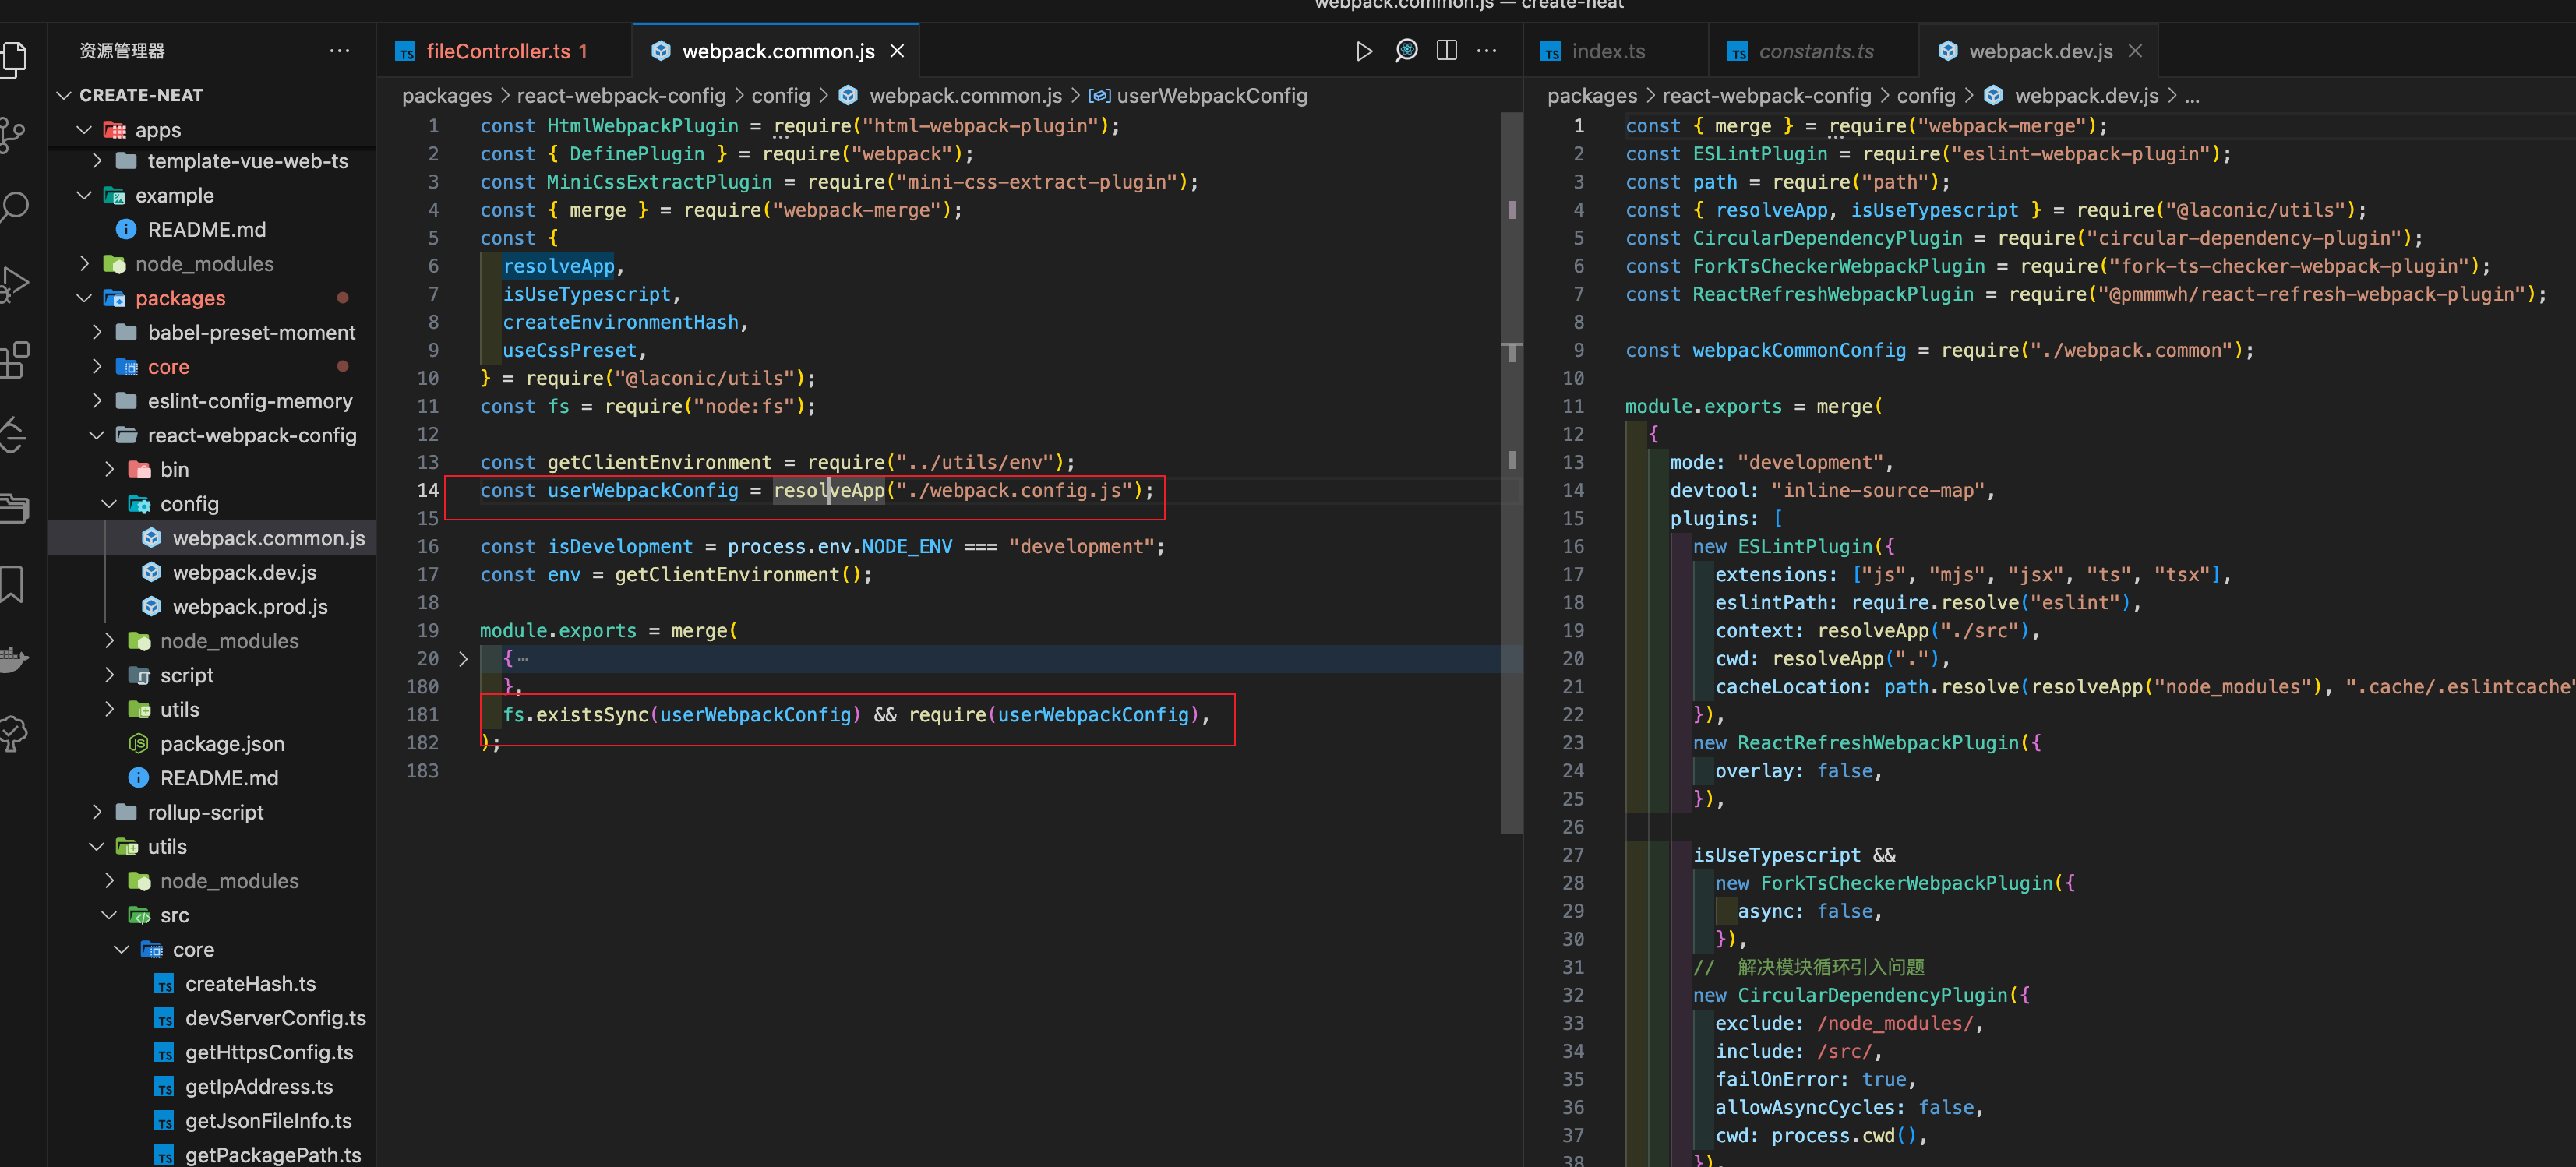 webpack.common.js — create-neat
资源管理器
CREATE-NEAT
apps
template-vue-web-ts
example
README.md
node_modules
packages
babel-preset-moment
core
eslint-config-memory
react-webpack-config
bin
config
webpack.common.js
webpack.dev.js
webpack.prod.js
node_modules
script
utils
package.json
README.md
rollup-script
utils
node_modules
src
core
createHash.ts
devServerConfig.ts
getHttpsConfig.ts
getIpAddress.ts
getJsonFileInfo.ts
getPackagePath.ts
fileController.ts 1
webpack.common.js
packages > react-webpack-config > config > webpack.common.js > userWebpackConfig
1 const HtmlWebpackPlugin = require("html-webpack-plugin");
2 const { DefinePlugin } = require("webpack");
3 const MiniCssExtractPlugin = require("mini-css-extract-plugin");
4 const { merge } = require("webpack-merge");
5 const {
6 resolveApp,
7 isUseTypescript,
8 createEnvironmentHash,
9 useCssPreset,
10 } = require("@laconic/utils");
11 const fs = require("node:fs");
12
13 const getClientEnvironment = require("../utils/env");
14 const userWebpackConfig = resolveApp("./webpack.config.js");
15
16 const isDevelopment = process.env.NODE_ENV === "development";
17 const env = getClientEnvironment();
18
19 module.exports = merge(
20 {…
180 },
181 fs.existsSync(userWebpackConfig) && require(userWebpackConfig),
182 );
183
index.ts
constants.ts
webpack.dev.js
packages > react-webpack-config > config > webpack.dev.js > ...
1 const { merge } = require("webpack-merge");
2 const ESLintPlugin = require("eslint-webpack-plugin");
3 const path = require("path");
4 const { resolveApp, isUseTypescript } = require("@laconic/utils");
5 const CircularDependencyPlugin = require("circular-dependency-plugin");
6 const ForkTsCheckerWebpackPlugin = require("fork-ts-checker-webpack-plugin");
7 const ReactRefreshWebpackPlugin = require("@pmmmwh/react-refresh-webpack-plugin");
8
9 const webpackCommonConfig = require("./webpack.common");
10
11 module.exports = merge(
12 {
13 mode: "development",
14 devtool: "inline-source-map",
15 plugins: [
16 new ESLintPlugin({
17 extensions: ["js", "mjs", "jsx", "ts", "tsx"],
18 eslintPath: require.resolve("eslint"),
19 context: resolveApp("./src"),
20 cwd: resolveApp("."),
21 cacheLocation: path.resolve(resolveApp("node_modules"), ".cache/.eslintcache"
22 }),
23 new ReactRefreshWebpackPlugin({
24 overlay: false,
25 }),
26
27 isUseTypescript &&
28 new ForkTsCheckerWebpackPlugin({
29 async: false,
30 }),
31 // 解决模块循环引入问题
32 new CircularDependencyPlugin({
33 exclude: /node_modules/,
34 include: /src/,
35 failOnError: true,
36 allowAsyncCycles: false,
37 cwd: process.cwd(),
38 }),